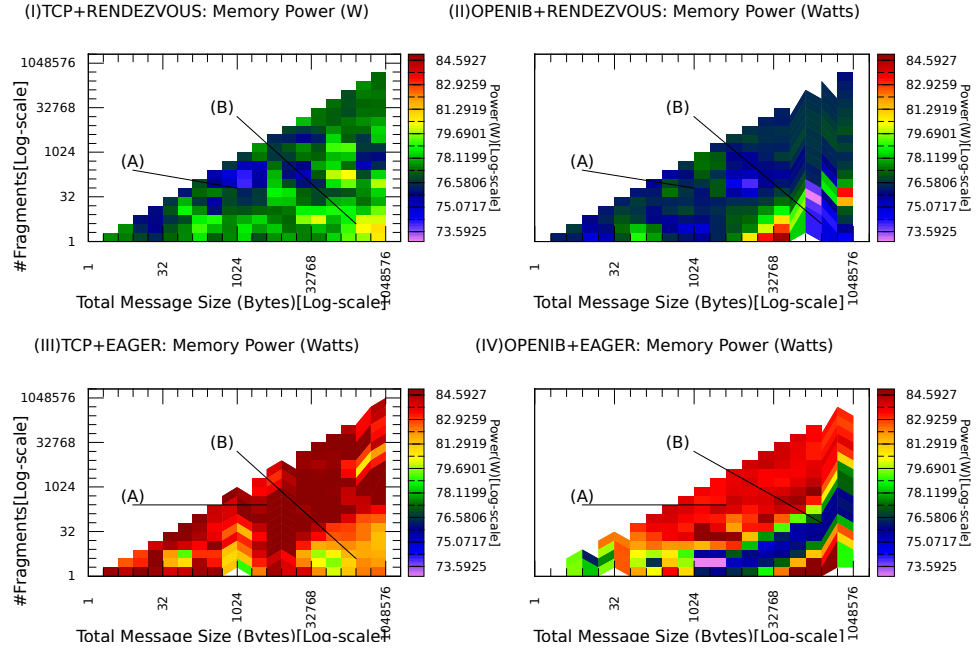 (I)TCP+RENDEZVOUS: Memory Power (W)
1048576
32768
1024
32
1
#Fragments[Log-scale]
(A)
(B)
84.5927
82.9259
81.2919
79.6901
78.1199
76.5806
75.0717
73.5925
Power(W)[Log-scale]
1
32
1024
32768
1048576
Total Message Size (Bytes)[Log-scale]
(II)OPENIB+RENDEZVOUS: Memory Power (Watts)
(A)
(B)
84.5927
82.9259
81.2919
79.6901
78.1199
76.5806
75.0717
73.5925
Power(W)[Log-scale]
1
32
1024
32768
1048576
Total Message Size (Bytes)[Log-scale]
(III)TCP+EAGER: Memory Power (Watts)
1048576
32768
1024
32
1
#Fragments[Log-scale]
(A)
(B)
84.5927
82.9259
81.2919
79.6901
78.1199
76.5806
75.0717
73.5925
Power(W)[Log-scale]
1
32
1024
32768
1048576
Total Message Size (Bytes)[Log-scale]
(IV)OPENIB+EAGER: Memory Power (Watts)
(A)
(B)
84.5927
82.9259
81.2919
79.6901
78.1199
76.5806
75.0717
73.5925
Power(W)[Log-scale]
1
32
1024
32768
1048576
Total Message Size (Bytes)[Log-scale]